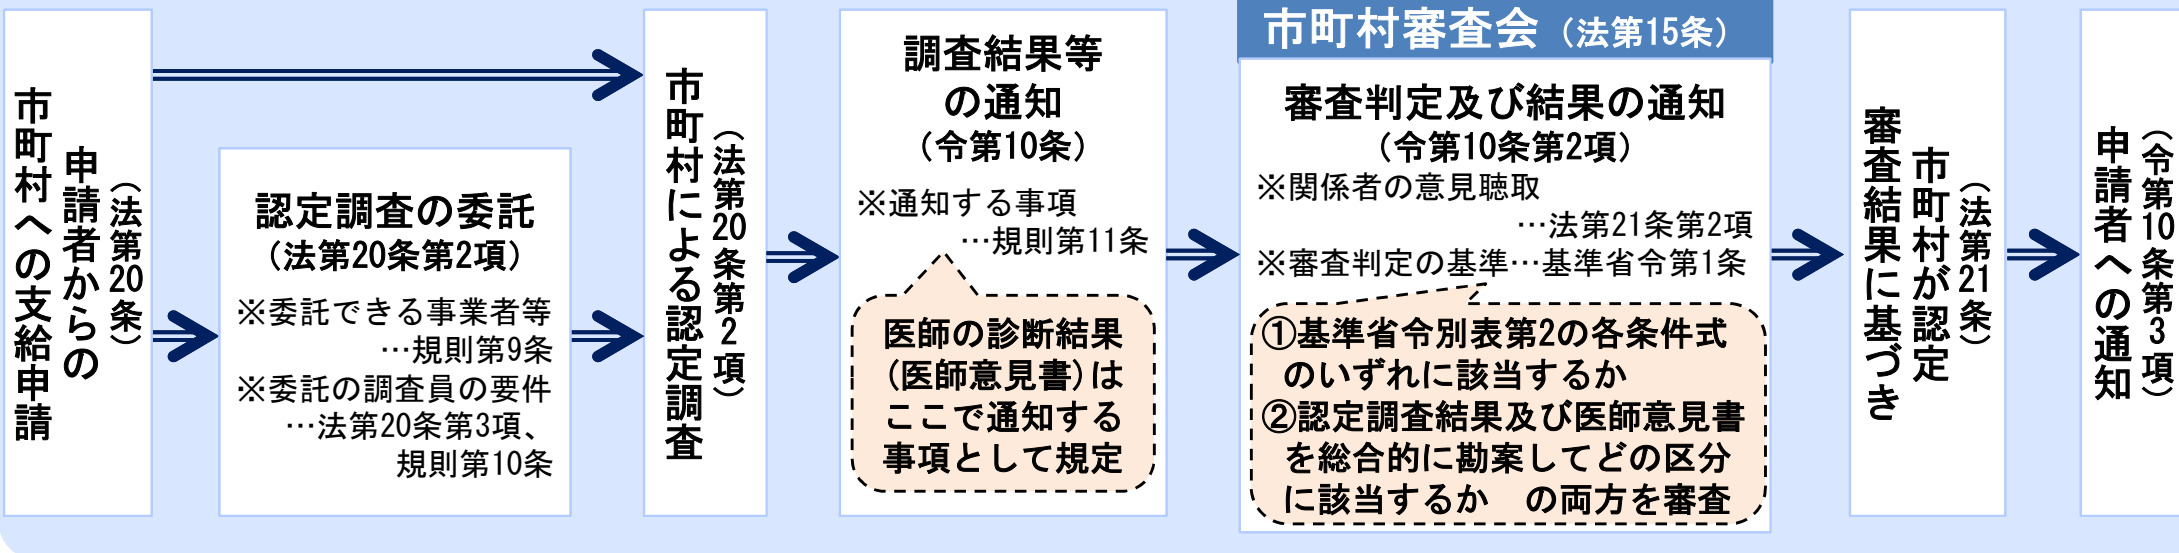 申請者からの
市町村への支給申請
（法第20条）
認定調査の委託
（法第20条第2項）
※委託できる事業者等
…規則第9条
※委託の調査員の要件
…法第20条第3項、
規則第10条
市町村による認定調査
（法第20条第2項）
調査結果等
の通知
（令第10条）
※通知する事項
…規則第11条
医師の診断結果
（医師意見書）は
ここで通知する
事項として規定
市町村審査会（法第15条）
審査判定及び結果の通知
（令第10条第2項）
※関係者の意見聴取
…法第21条第2項
※審査判定の基準…基準省令第1条
①基準省令別表第2の各条件式
のいずれに該当するか
②認定調査結果及び医師意見書
を総合的に勘案してどの区分
に該当するか　の両方を審査
審査結果に基づき
市町村が認定
（法第21条）
申請者への通知
（令第10条第3項）